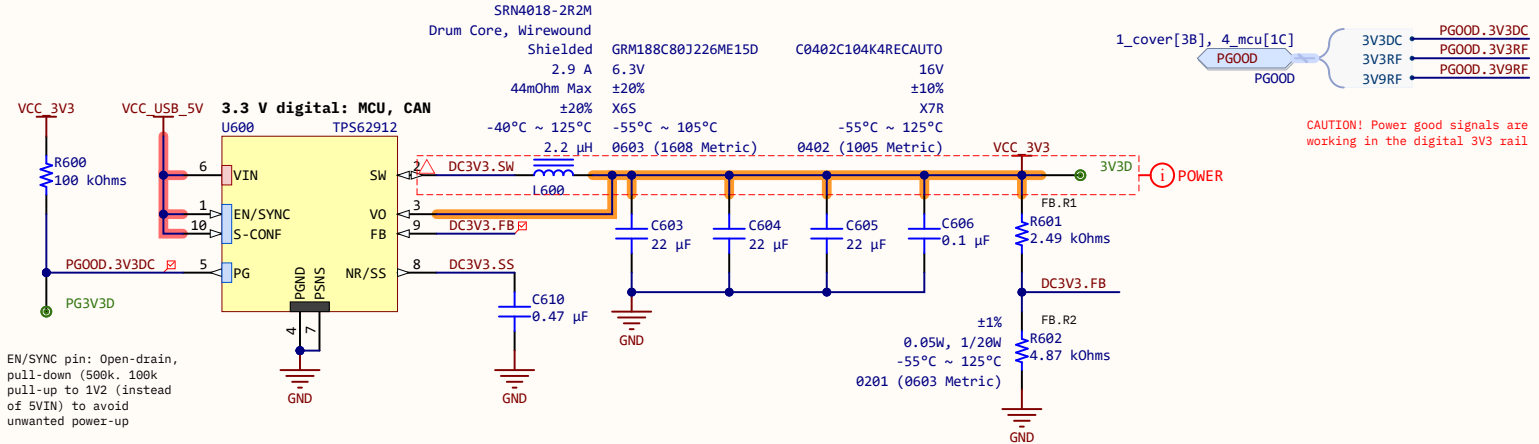 SRN4018-2R2M
Drum Core, Wirewound
Shielded
2.9 A
44mOhm Max
±20%
-40°C ~ 125°C
2.2 µH
GRM188C80J226ME15D
6.3V
±20%
X6S
-55°C ~ 105°C
0603 (1608 Metric)
C0402C104K4RECAUTO
16V
±10%
X7R
-55°C ~ 125°C
0402 (1005 Metric)
1_cover[3B], 4_mcu[1C]
PGOOD
PGOOD
3V3DC
3V3RF
3V9RF
PGOOD.3V3DC
PGOOD.3V3RF
PGOOD.3V9RF
CAUTION! Power good signals are
working in the digital 3V3 rail
VCC_3V3
VCC_USB_5V
3.3 V digital: MCU, CAN
U600
TPS62912
R600
100 kOhms
6
VIN
1
EN/SYNC
10
S-CONF
PGOOD.3V3DC
5
PG
PG3V3D
SW
2
DC3V3.SW
L600
VO
3
FB
9
DC3V3.FB
NR/SS
8
DC3V3.SS
PGND
PSNS
4
7
GND
C610
0.47 µF
GND
C603
22 µF
C604
22 µF
C605
22 µF
C606
0.1 µF
GND
VCC_3V3
3V3D
i
POWER
FB.R1
R601
2.49 kOhms
DC3V3.FB
FB.R2
R602
4.87 kOhms
±1%
0.05W, 1/20W
-55°C ~ 125°C
0201 (0603 Metric)
GND
EN/SYNC pin: Open-drain,
pull-down (500k. 100k
pull-up to 1V2 (instead
of 5VIN) to avoid
unwanted power-up